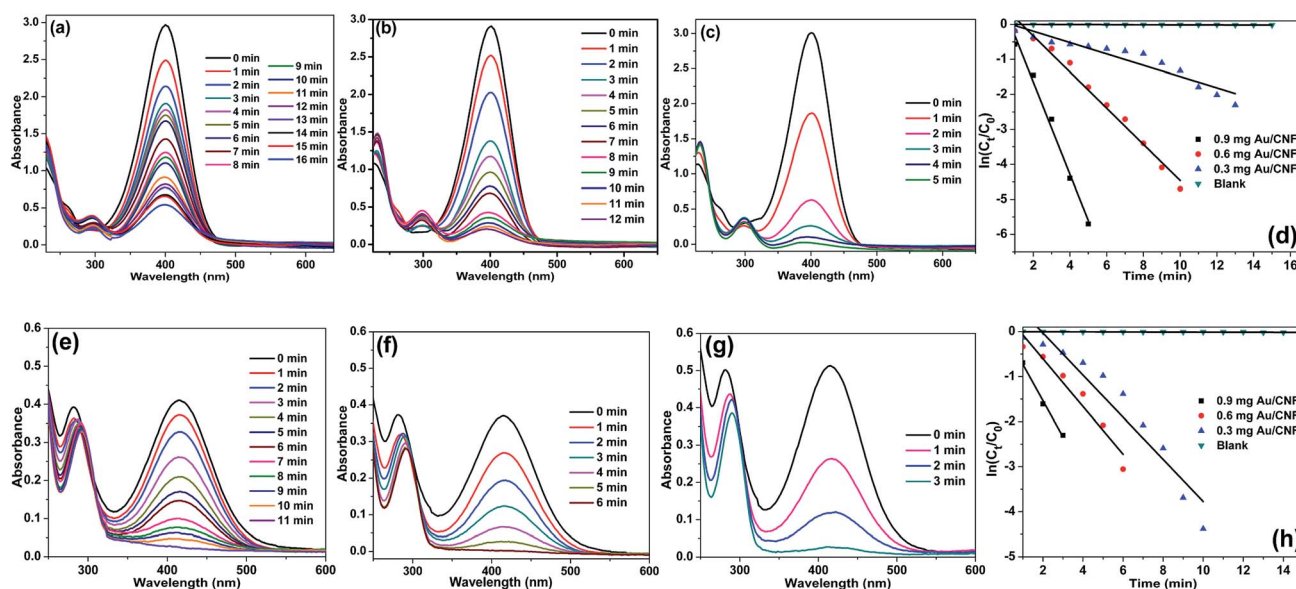 (a)
3.0
2.5
2.0
1.5
1.0
0.5
0.0
Absorbance
300
400
500
600
Wavelength (nm)
0 min
1 min
2 min
3 min
4 min
5 min
6 min
7 min
8 min
9 min
10 min
11 min
12 min
13 min
14 min
15 min
16 min
(b)
3.0
2.5
2.0
1.5
1.0
0.5
0.0
Absorbance
300
400
500
600
Wavelength (nm)
0 min
1 min
2 min
3 min
4 min
5 min
6 min
7 min
8 min
9 min
10 min
11 min
12 min
(c)
3.0
2.5
2.0
1.5
1.0
0.5
0.0
Absorbance
300
400
500
600
Wavelength (nm)
0 min
1 min
2 min
3 min
4 min
5 min
0
-1
-2
-3
-4
-5
-6
ln(Ct/C0)
2
4
6
8
10
12
14
16
Time (min)
0.9 mg Au/CNF
0.6 mg Au/CNF
0.3 mg Au/CNF
Blank
(d)
(e)
0.6
0.5
0.4
0.3
0.2
0.1
0.0
Absorbance
300
400
500
600
Wavelength (nm)
0 min
1 min
2 min
3 min
4 min
5 min
6 min
7 min
8 min
9 min
10 min
11 min
(f)
0.6
0.5
0.4
0.3
0.2
0.1
0.0
Absorbance
300
400
500
600
Wavelength (nm)
0 min
1 min
2 min
3 min
4 min
5 min
6 min
(g)
0.5
0.4
0.3
0.2
0.1
0.0
Absorbance
300
400
500
600
Wavelength (nm)
0 min
1 min
2 min
3 min
0
-1
-2
-3
-4
-5
ln(Ct/C0)
2
4
6
8
10
12
14
Time (min)
0.9 mg Au/CNF
0.6 mg Au/CNF
0.3 mg Au/CNF
Blank
(h)